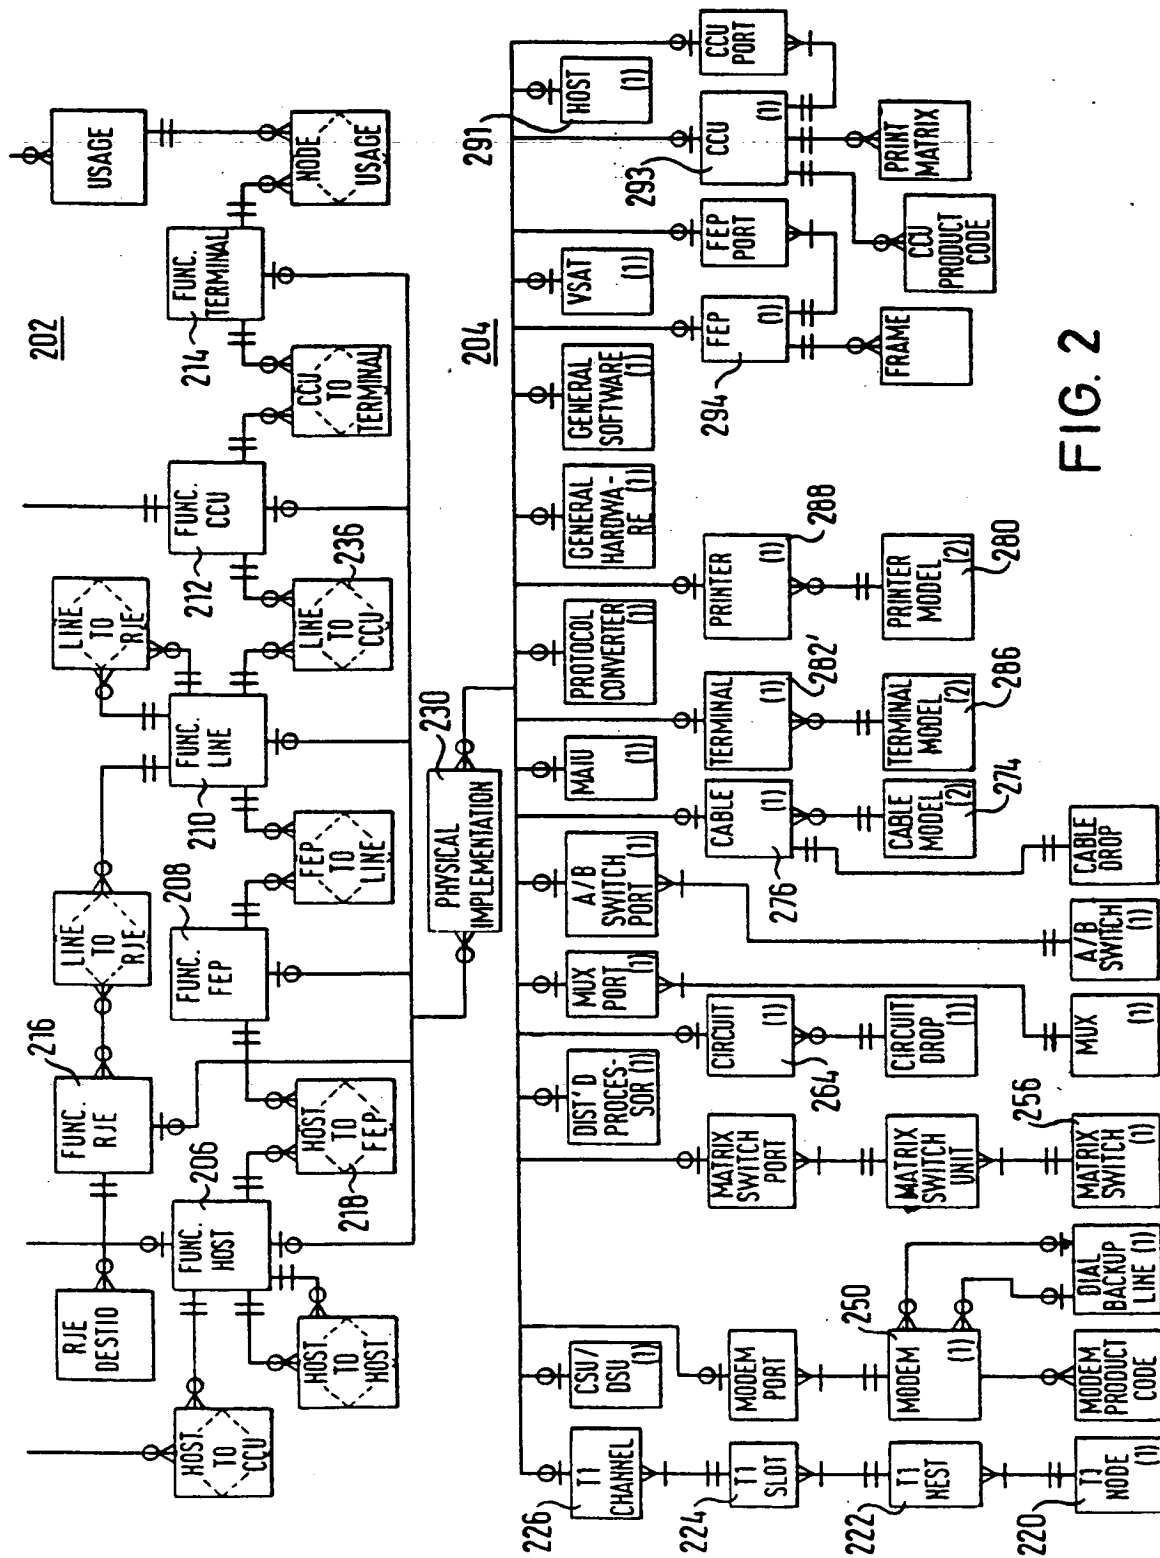 202
USAGE
NODE
USAGE
FUNC.
TERMINAL
214
CCU
TO
TERMINAL
FUNC.
CCU
212
LINE
TO
CCU
236
LINE
TO
RJE
FUNC.
LINE
210
FEP
TO
LINE
LINE
TO
RJE
FUNC.
FEP
208
216
FUNC.
RJE
HOST
TO
FEP
218
206
FUNC.
HOST
RJE
DESTIO
HOST
TO
HOST
HOST
TO
CCU
PHYSICAL
IMPLEMENTATION
230
204
T1
CHANNEL
226
CSU/
DSU
(1)
DIST'D
PROCES-
SOR (1)
MUX
PORT
(1)
A/B
SWITCH
PORT
(1)
MAIU
(1)
PROTOCOL
CONVERTER
(1)
GENERAL
HARDWA-
RE
(1)
GENERAL
SOFTWARE
(1)
VSAT
(1)
HOST
(1)
291
T1
SLOT
224
MODEM
PORT
MATRIX
SWITCH
PORT
CIRCUIT
(1)
264
CABLE
(1)
276
TERMINAL
(1)
282'
PRINTER
(1)
288
FEP
(1)
294
FEP
PORT
CCU
(1)
293
CCU
PORT
T1
NEST
222
MODEM
(1)
250
MATRIX
SWITCH
UNIT
CIRCUIT
DROP
(1)
CABLE
MODEL
(2)
274
TERMINAL
MODEL
(2)
286
PRINTER
MODEL
(2)
280
FRAME
CCU
PRODUCT
CODE
PRINT
MATRIX
T1
NODE
(1)
220
MODEM
PRODUCT
CODE
DIAL
BACKUP
LINE (1)
MATRIX
SWITCH
(1)
256
MUX
(1)
A/B
SWITCH
(1)
CABLE
DROP
FIG. 2